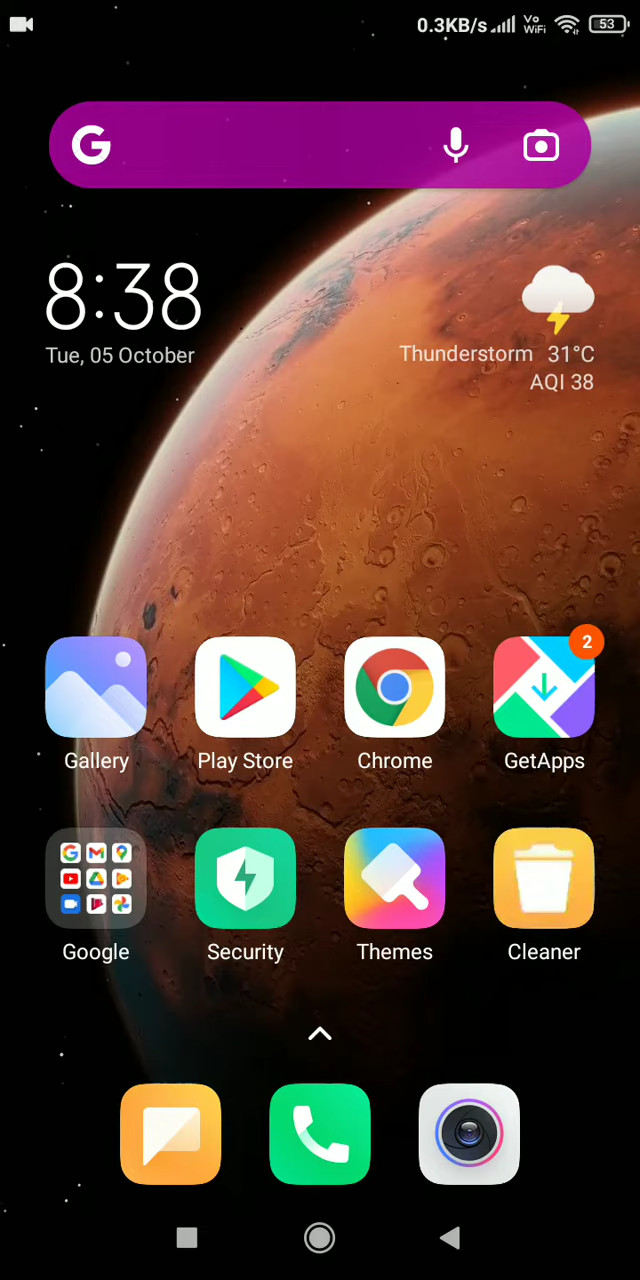 0.3KB/s Vo WiFi 53
G
8:38
Tue, 05 October
Thunderstorm 31°C
AQI 38
2
Gallery Play Store Chrome GetApps
Google Security Themes Cleaner